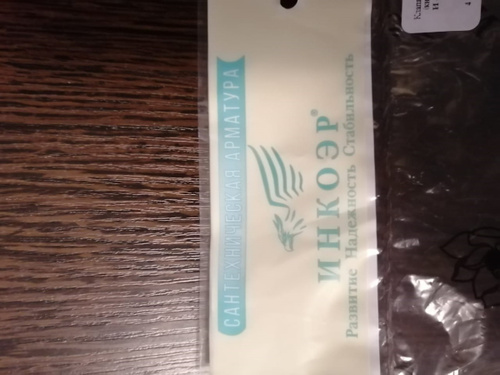 САНТЕХНИЧЕСКАЯ АРМАТУРА
ИНКОЭР®
Развитие Надежность Стабильность